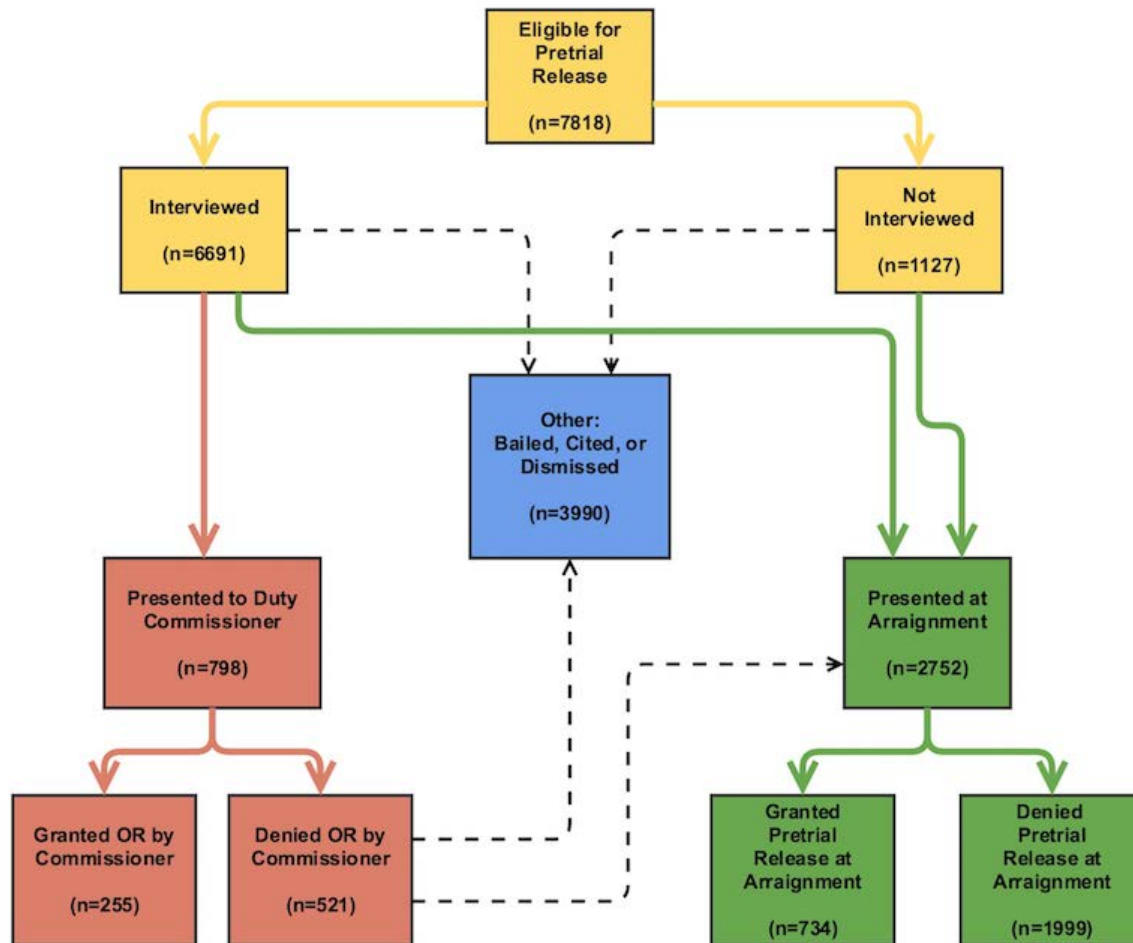 Eligible for
Pretrial
Release
(n=7818)
Interviewed
(n=6691)
Not
Interviewed
(n=1127)
Other:
Bailed, Cited, or
Dismissed
(n=3990)
Presented to Duty
Commissioner
(n=798)
Presented at
Arraignment
(n=2752)
Granted OR by
Commissioner
(n=255)
Denied OR by
Commissioner
(n=521)
Granted
Pretrial
Release at
Arraignment
(n=734)
Denied
Pretrial
Release at
Arraignment
(n=1999)